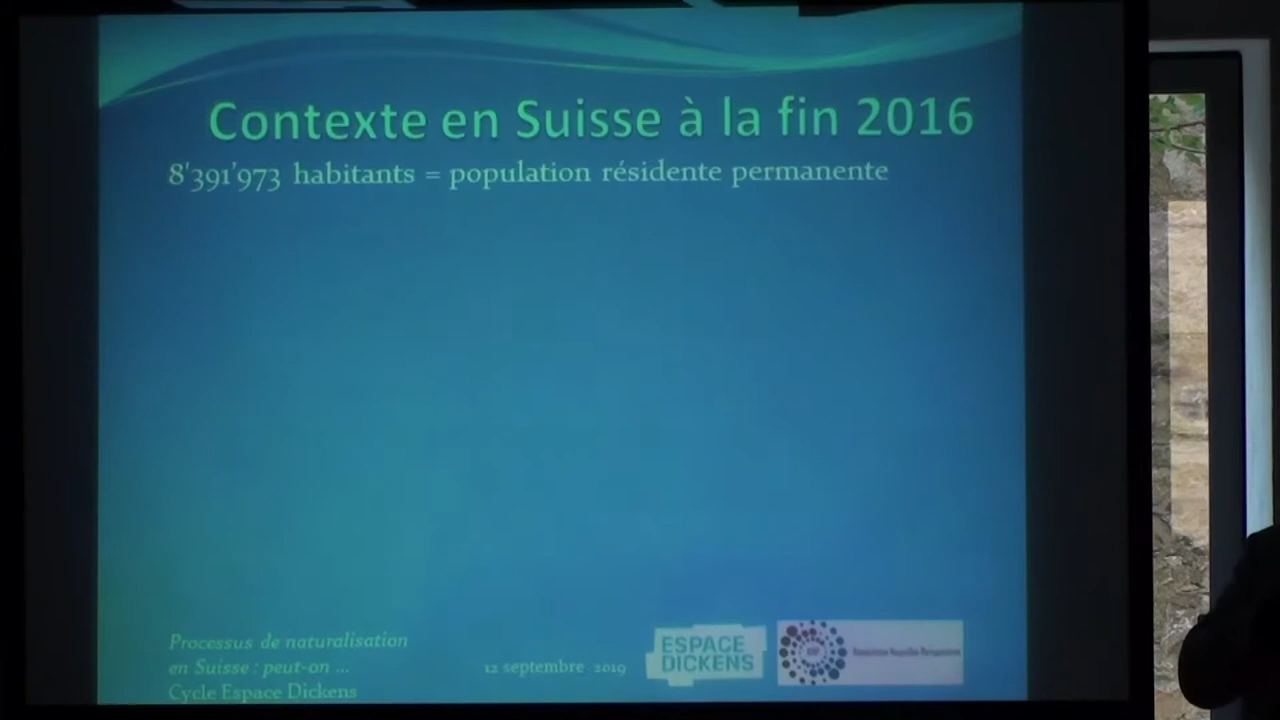 Contexte en Suisse à la fin 2016
8'391'973 habitants = population résidente permanente
Processus de naturalisation
en Suisse : peut-on ...
Cycle Espace Dickens
12 septembre 2019
ESPACE
DICKENS